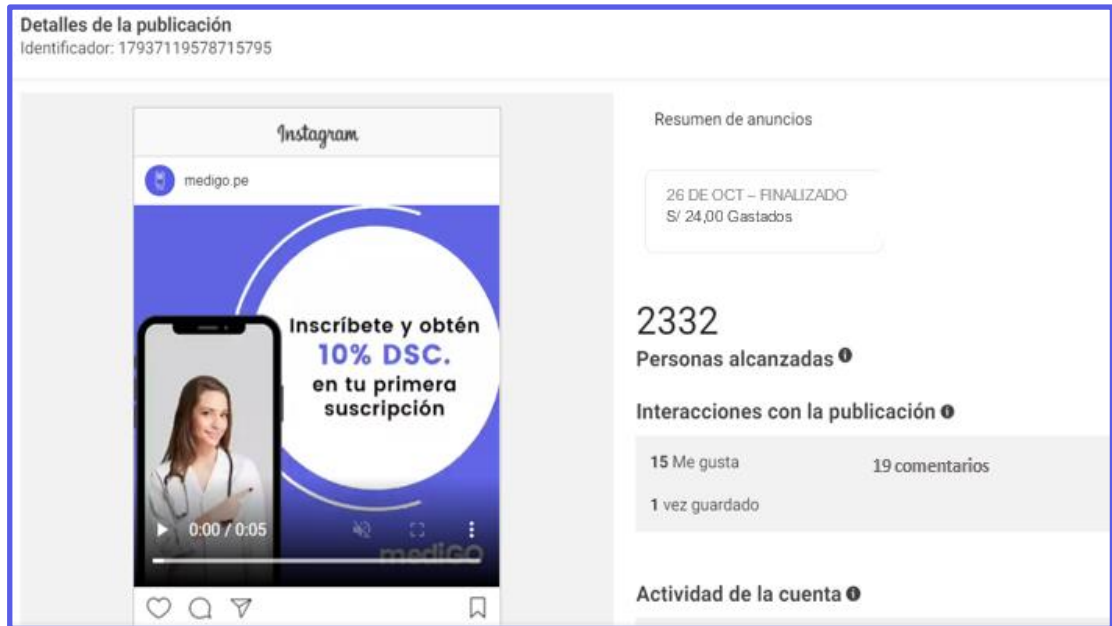 Detalles de la publicación
Identificador: 17937119578715795
Instagram
medigo.pe
Inscríbete y obtén
10% DSC.
en tu primera
suscripción
0:00 / 0:05
mediGO
Resumen de anuncios
26 DE OCT – FINALIZADO
S/ 24,00 Gastados
2332
Personas alcanzadas
Interacciones con la publicación
15 Me gusta 19 comentarios
1 vez guardado
Actividad de la cuenta